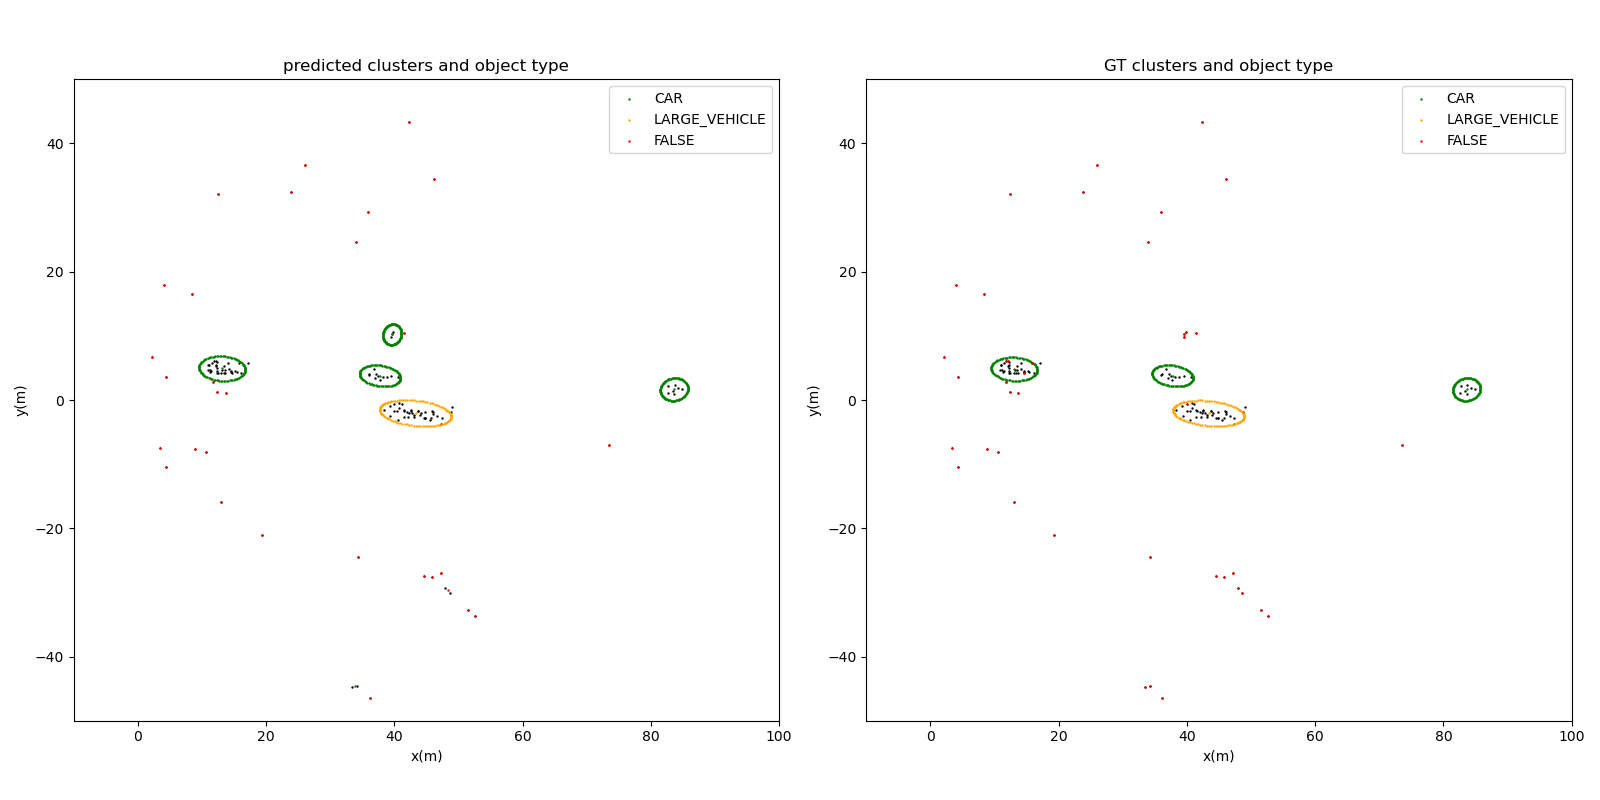 predicted clusters and object type
CAR
LARGE_VEHICLE
FALSE
40
20
0
−20
−40
y(m)
0 20 40 60 80 100
x(m)
GT clusters and object type
CAR
LARGE_VEHICLE
FALSE
40
20
0
−20
−40
y(m)
0 20 40 60 80 100
x(m)